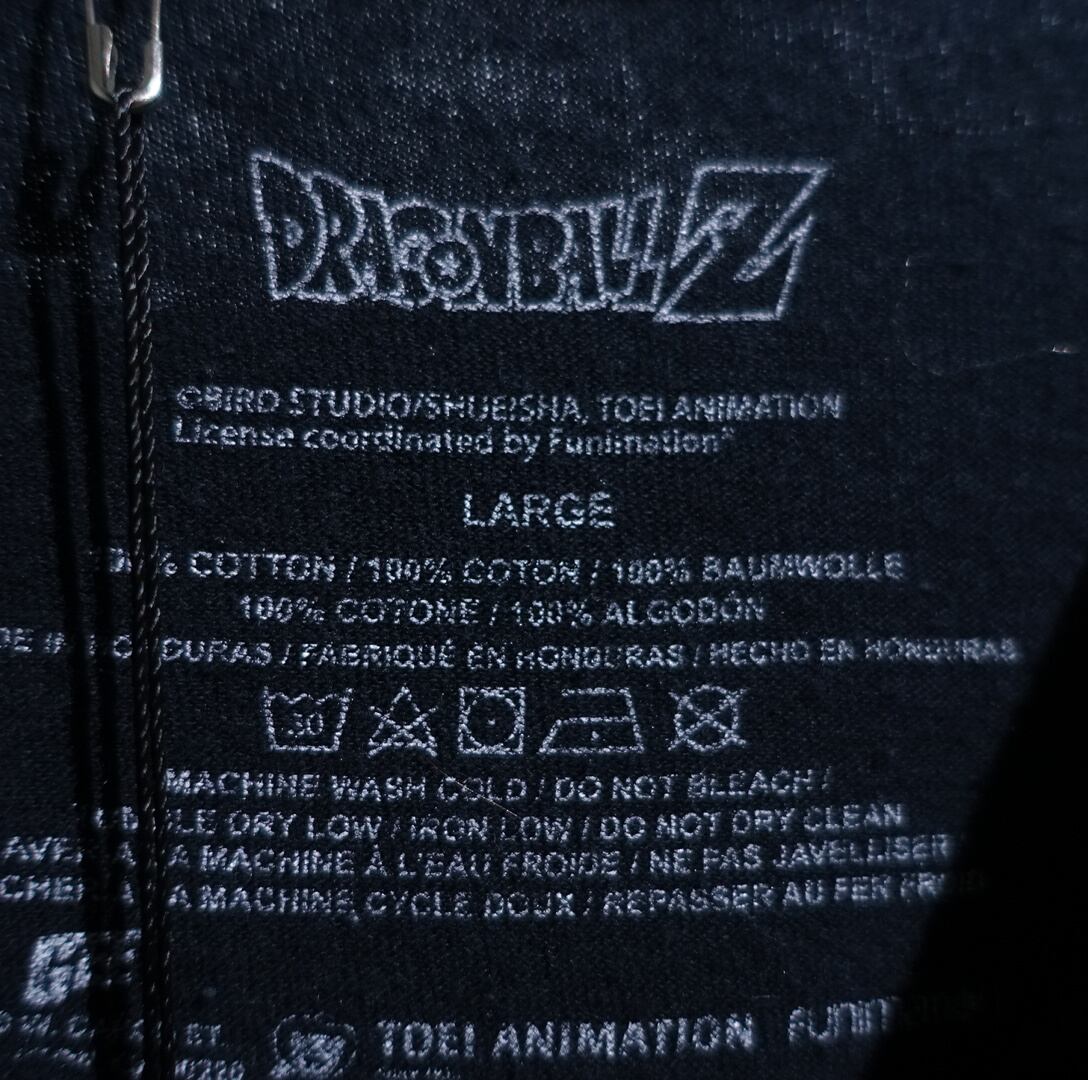 DRAGONBALL Z
©BIRD STUDIO/SHUEISHA, TOEI ANIMATION
License coordinated by Funimation
LARGE
% COTTON / 100% COTON / 100% BAUMWOLLE
100% COTONE / 100% ALGODÓN
DURAS / FABRIQUÉ EN HONDURAS / HECHO EN HONDURAS
30
MACHINE WASH COLD / DO NOT BLEACH /
DRY LOW / IRON LOW / DO NOT DRY CLEAN
A MACHINE À L'EAU FROIDE / NE PAS JAVELLISER
A MACHINE, CYCLE DOUX / REPASSER AU FER
TOEI ANIMATION